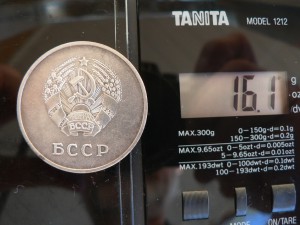 TANITA MODEL 1212
16.1
g
MAX.300g 0-150g-d=0.1g
150-300g-d=0.2g
MAX.9.65ozt 0-5ozt-d=0.005ozt
5-9.65ozt-d=0.01ozt
MAX.193dwt 0-100dwt-d=0.1dwt
100-193dwt-d=0.2dwt
БССР
БССР
MODE